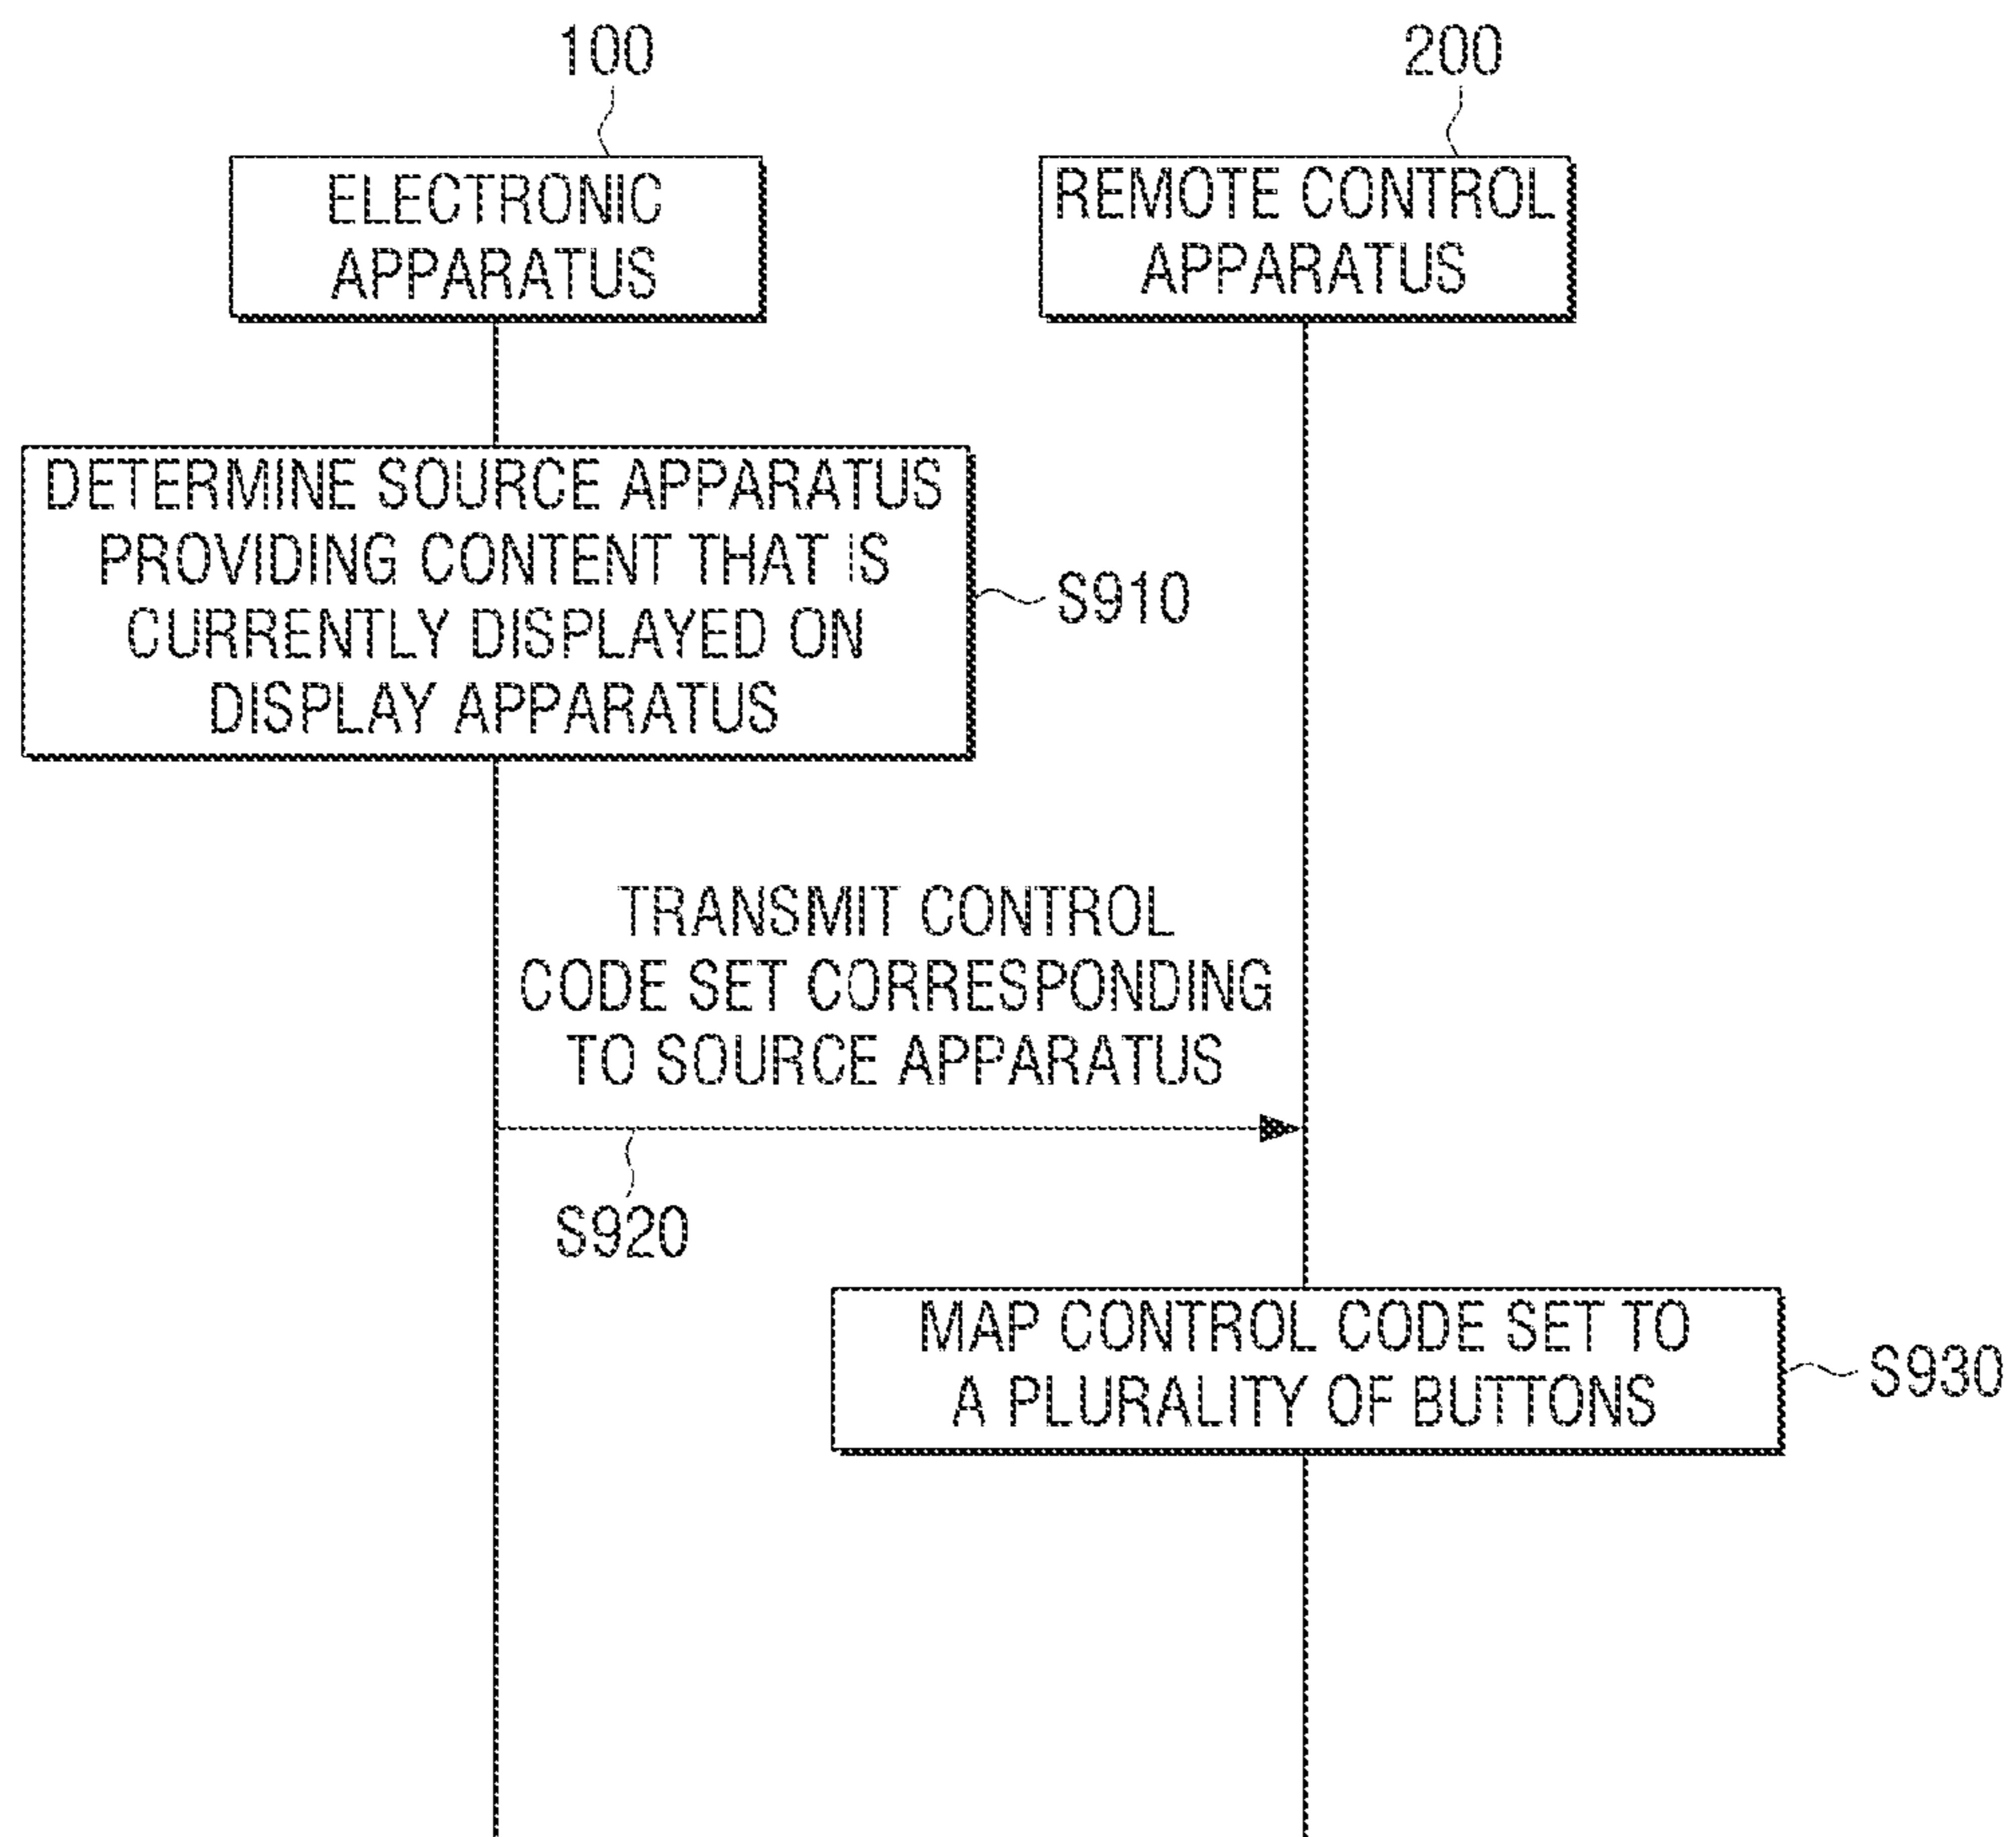 100
200
ELECTRONIC
APPARATUS
REMOTE CONTROL
APPARATUS
DETERMINE SOURCE APPARATUS
PROVIDING CONTENT THAT IS
CURRENTLY DISPLAYED ON
DISPLAY APPARATUS
S910
TRANSMIT CONTROL
CODE SET CORRESPONDING
TO SOURCE APPARATUS
S920
MAP CONTROL CODE SET TO
A PLURALITY OF BUTTONS
S930